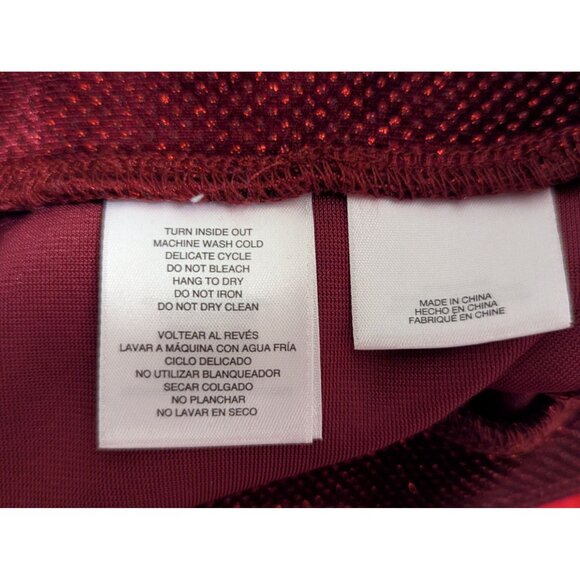 TURN INSIDE OUT
MACHINE WASH COLD
DELICATE CYCLE
DO NOT BLEACH
HANG TO DRY
DO NOT IRON
DO NOT DRY CLEAN
VOLTEAR AL REVÉS
LAVAR A MÁQUINA CON AGUA FRÍA
CICLO DELICADO
NO UTILIZAR BLANQUEADOR
SECAR COLGADO
NO PLANCHAR
NO LAVAR EN SECO
MADE IN CHINA
HECHO EN CHINA
FABRIQUÉ EN CHINE